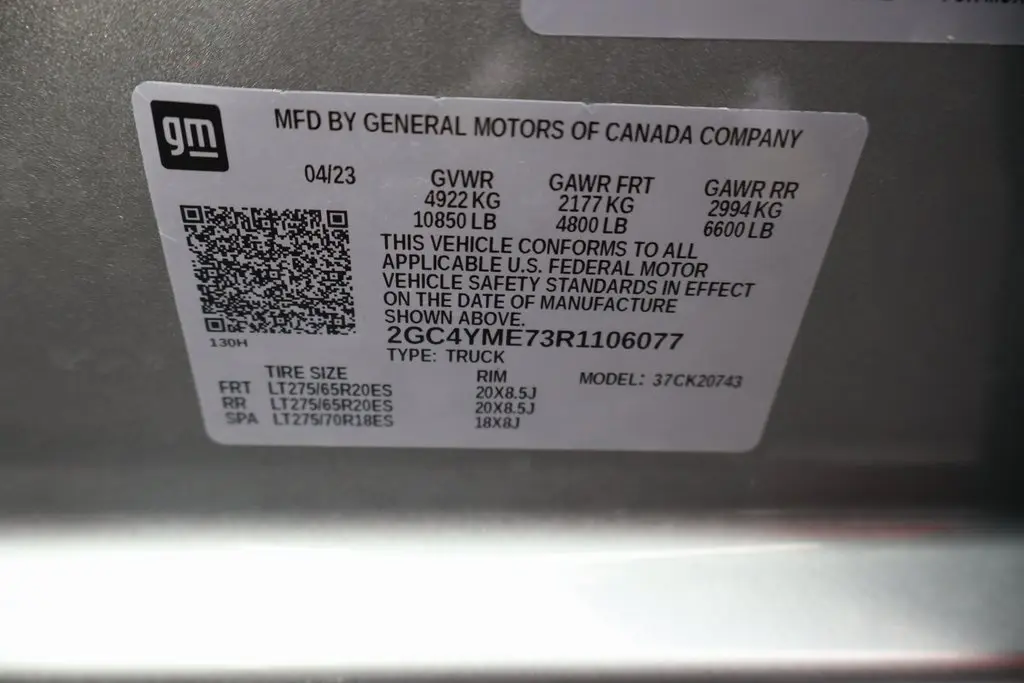 gm
MFD BY GENERAL MOTORS OF CANADA COMPANY
04/23 GVWR GAWR FRT GAWR RR
4922 KG 2177 KG 2994 KG
10850 LB 4800 LB 6600 LB
THIS VEHICLE CONFORMS TO ALL
APPLICABLE U.S. FEDERAL MOTOR
VEHICLE SAFETY STANDARDS IN EFFECT
ON THE DATE OF MANUFACTURE
SHOWN ABOVE.
130H
2GC4YME73R1106077
TYPE: TRUCK
TIRE SIZE RIM MODEL: 37CK20743
FRT LT275/65R20ES 20X8.5J
RR LT275/65R20ES 20X8.5J
SPA LT275/70R18ES 18X8J